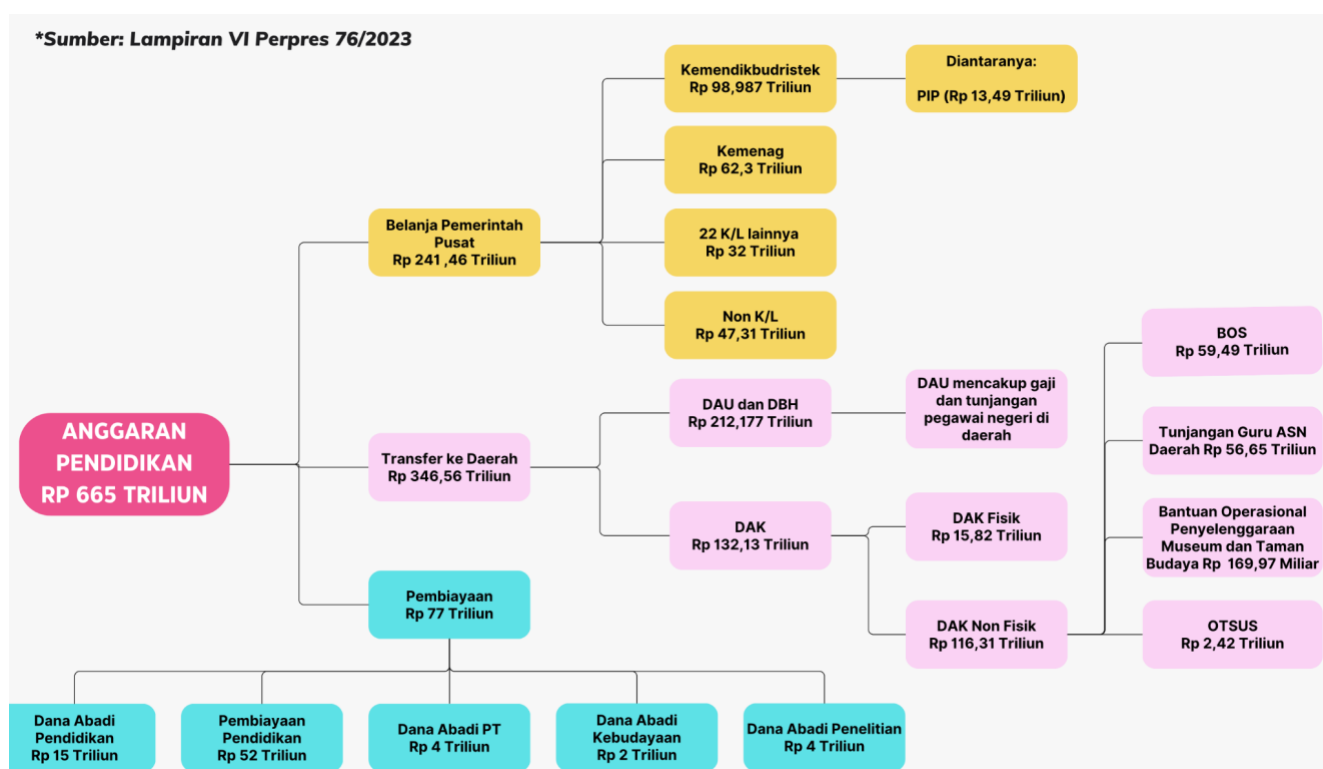 *Sumber: Lampiran VI Perpres 76/2023
ANGGARAN
PENDIDIKAN
RP 665 TRILIUN
Belanja Pemerintah
Pusat
Rp 241 ,46 Triliun
Kemendikbudristek
Rp 98,987 Triliun
Diantaranya:
PIP (Rp 13,49 Triliun)
Kemenag
Rp 62,3 Triliun
22 K/L lainnya
Rp 32 Triliun
Non K/L
Rp 47,31 Triliun
Transfer ke Daerah
Rp 346,56 Triliun
DAU dan DBH
Rp 212,177 Triliun
DAU mencakup gaji
dan tunjangan
pegawai negeri di
daerah
DAK
Rp 132,13 Triliun
DAK Fisik
Rp 15,82 Triliun
DAK Non Fisik
Rp 116,31 Triliun
BOS
Rp 59,49 Triliun
Tunjangan Guru ASN
Daerah Rp 56,65 Triliun
Bantuan Operasional
Penyelenggaraan
Museum dan Taman
Budaya Rp 169,97 Miliar
OTSUS
Rp 2,42 Triliun
Pembiayaan
Rp 77 Triliun
Dana Abadi
Pendidikan
Rp 15 Triliun
Pembiayaan
Pendidikan
Rp 52 Triliun
Dana Abadi PT
Rp 4 Triliun
Dana Abadi
Kebudayaan
Rp 2 Triliun
Dana Abadi Penelitian
Rp 4 Triliun